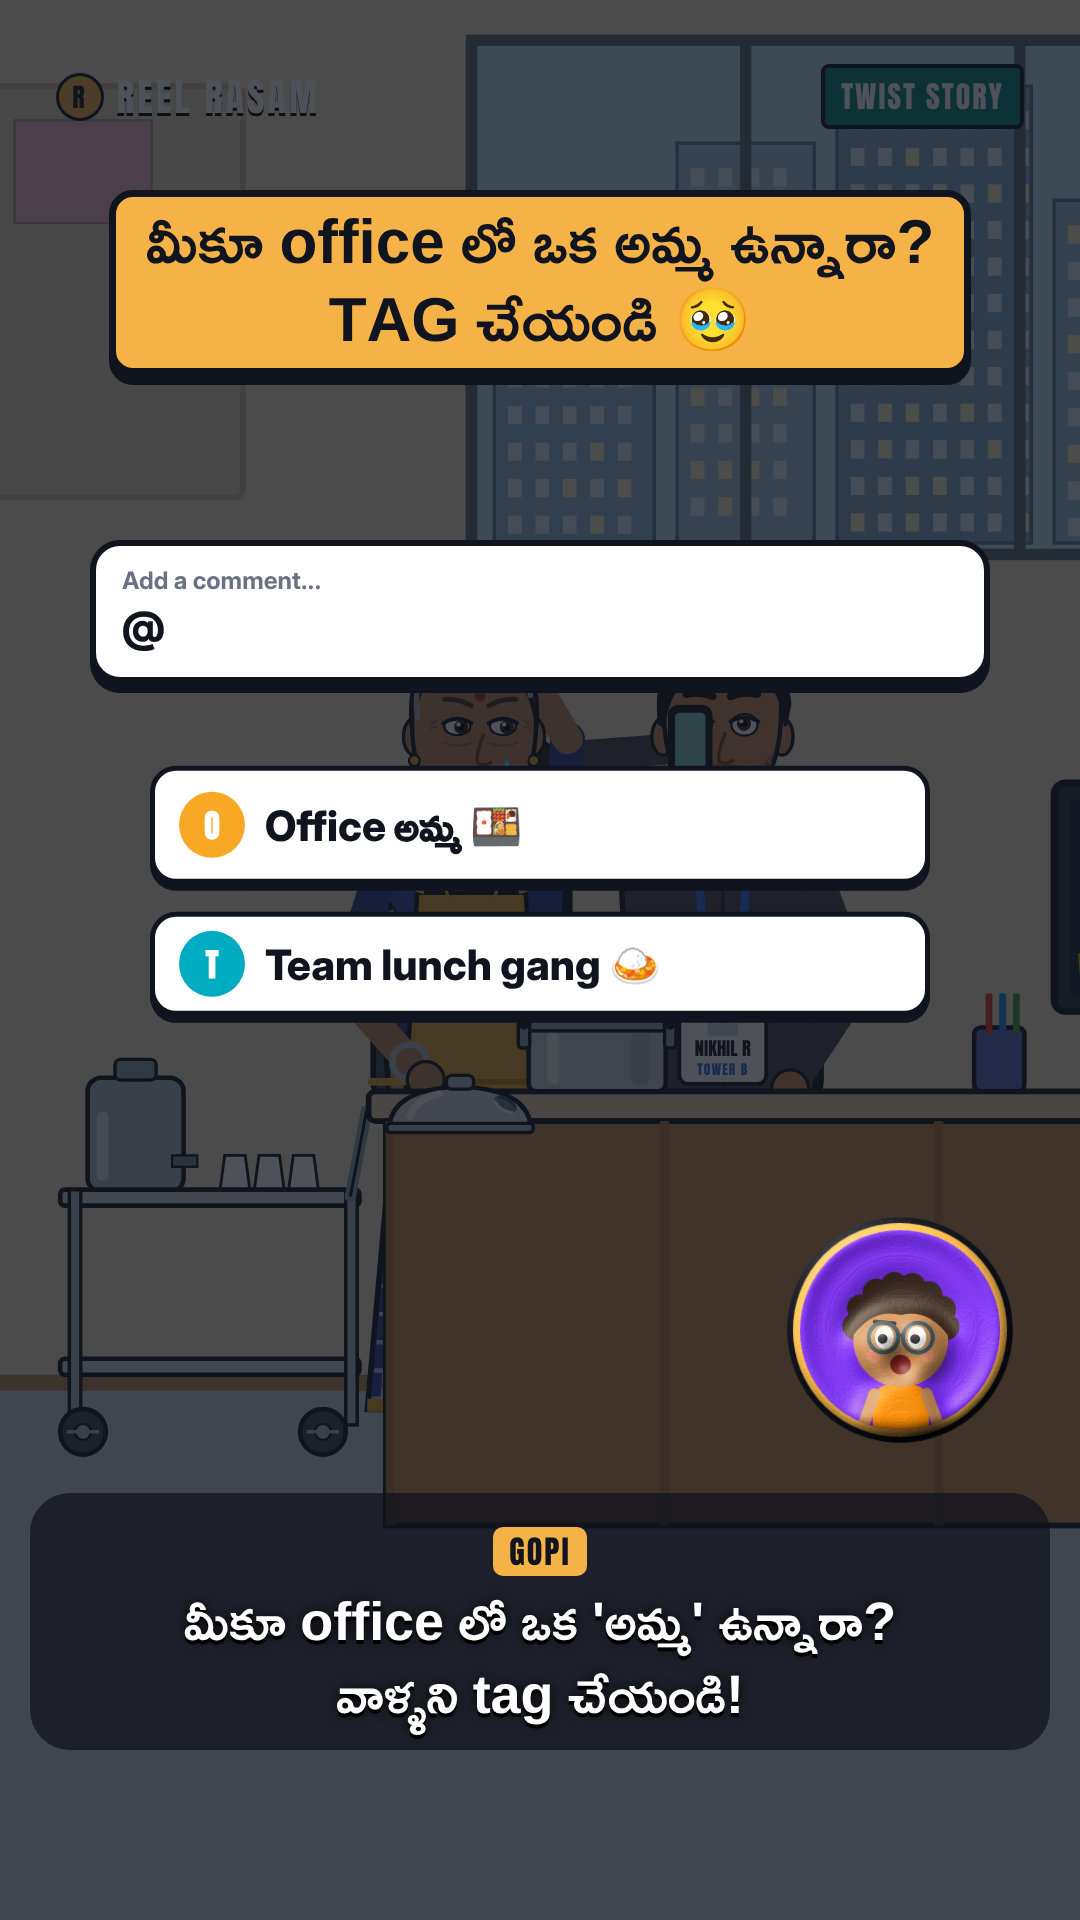 R REEL RASAM
TWIST STORY
మీకూ office లో ఒక అమ్మ ఉన్నారా?
TAG చేయండి 🥹
Add a comment...
@
O Office అమ్మ 🍱
T Team lunch gang 🍛
NIKHIL R
TOWER B
GOPI
మీకూ office లో ఒక 'అమ్మ' ఉన్నారా?
వాళ్ళని tag చేయండి!